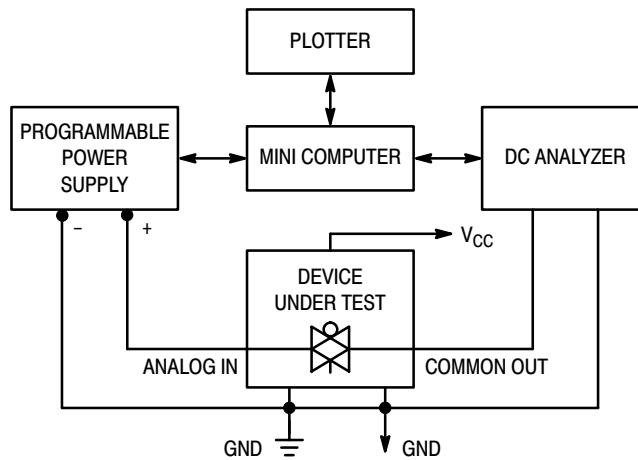 PLOTTER
PROGRAMMABLE
POWER
SUPPLY
MINI COMPUTER
DC ANALYZER
− +
VCC
DEVICE
UNDER TEST
ANALOG IN
COMMON OUT
GND
GND